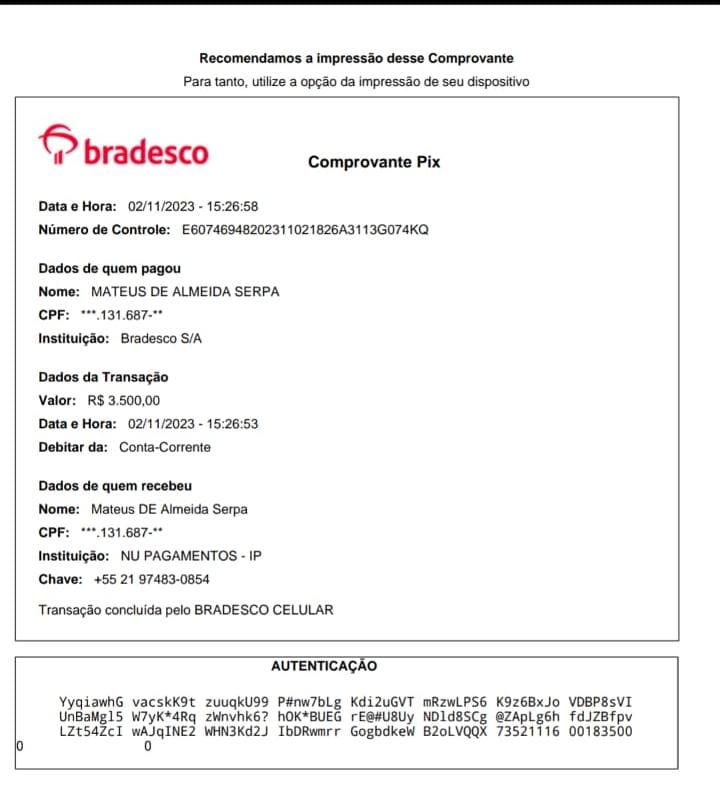 Recomendamos a impressão desse Comprovante
Para tanto, utilize a opção da impressão de seu dispositivo
bradesco
Comprovante Pix
Data e Hora: 02/11/2023 - 15:26:58
Número de Controle: E60746948202311021826A3113G074KQ
Dados de quem pagou
Nome: MATEUS DE ALMEIDA SERPA
CPF: ***.131.687-**
Instituição: Bradesco S/A
Dados da Transação
Valor: R$ 3.500,00
Data e Hora: 02/11/2023 - 15:26:53
Debitar da: Conta-Corrente
Dados de quem recebeu
Nome: Mateus DE Almeida Serpa
CPF: ***.131.687-**
Instituição: NU PAGAMENTOS - IP
Chave: +55 21 97483-0854
Transação concluída pelo BRADESCO CELULAR
AUTENTICAÇÃO
YyqiawhG vacskK9t zuuqkU99 P#nw7bLg Kdi2uGVT mRzwLPS6 K9z6BxJo VDBP8sVI
UnBaMgl5 W7yK*4Rq zWnvhk6? hOK*BUEG rE@#U8Uy NDld8SCg @ZApLg6h fdJZBfpv
LZt54ZcI wAJqINE2 WHN3Kd2J IbDRwmrr GogbdkeW B2oLVQQX 73521116 00183500
0 0